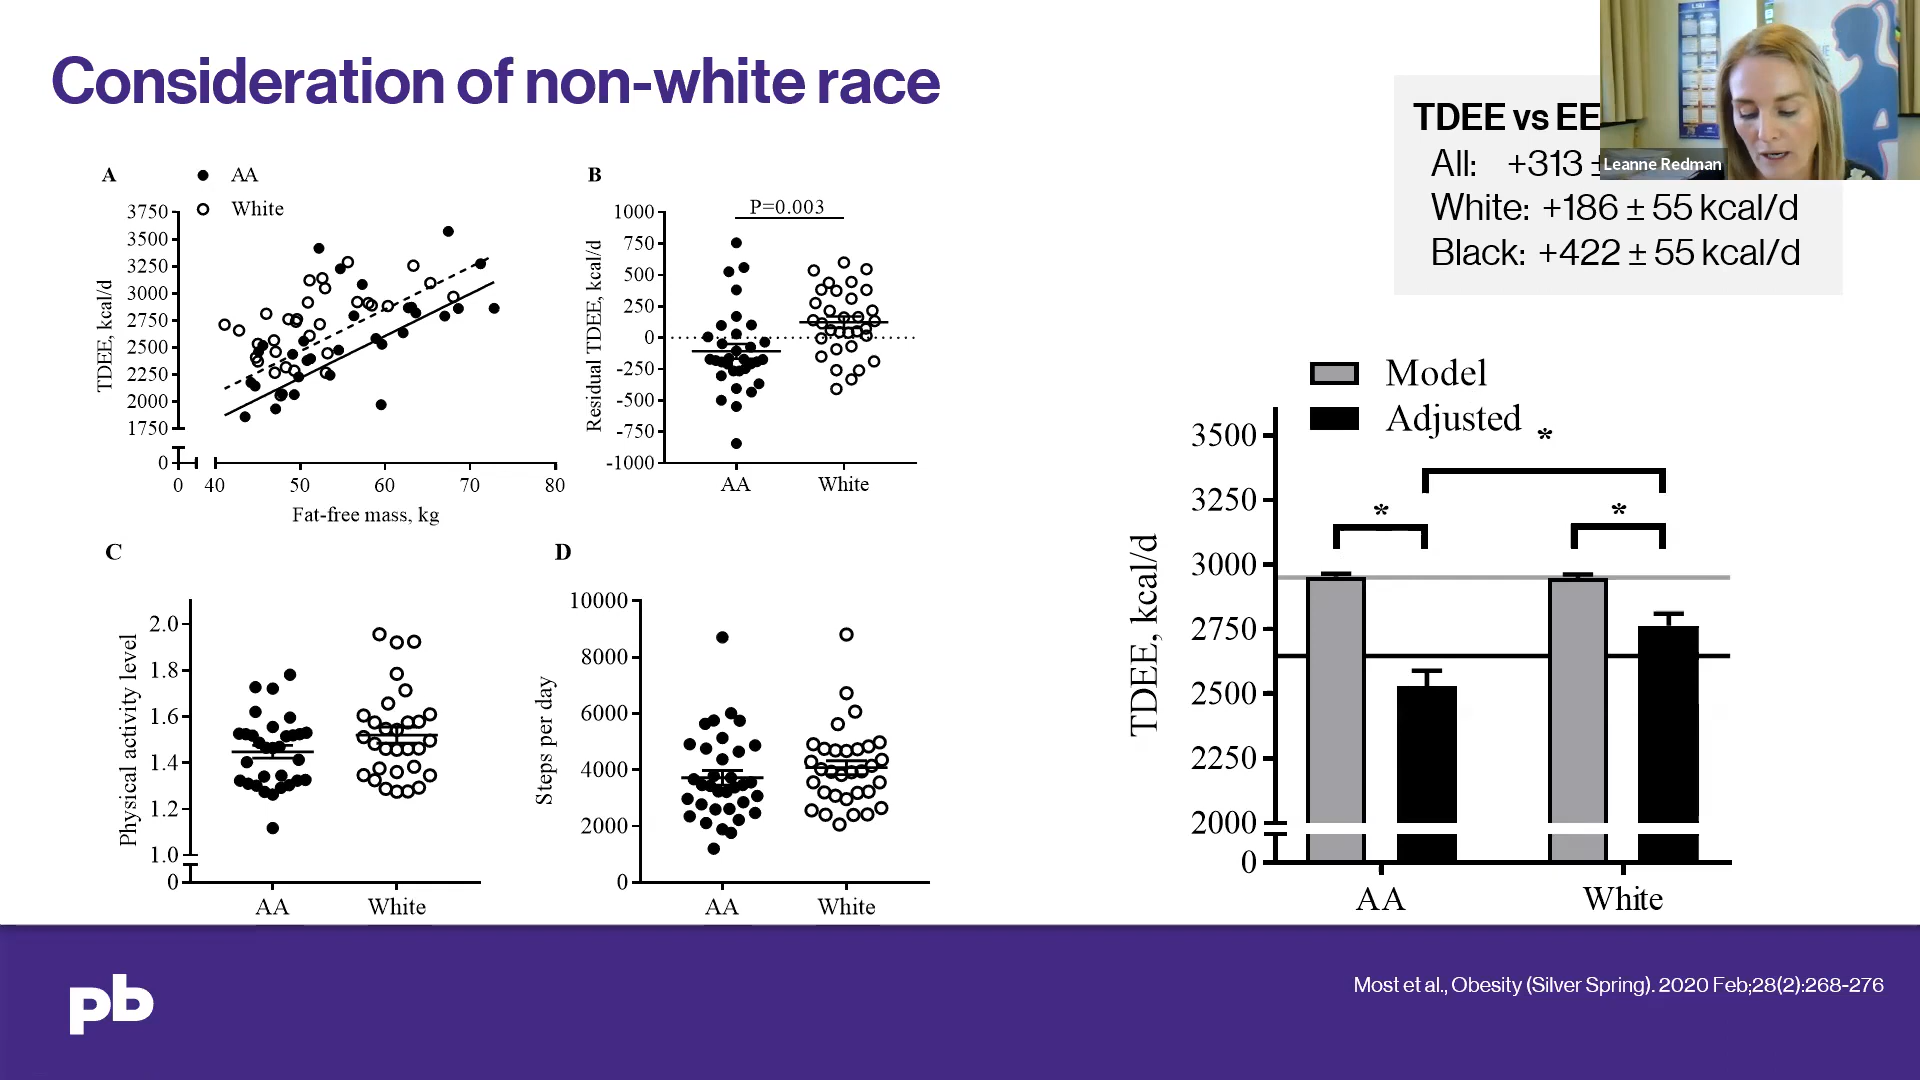 Consideration of non-white race
TDEE vs EE
All: +313 ±
White: +186 ± 55 kcal/d
Black: +422 ± 55 kcal/d
Leanne Redman
LSU
A
AA
White
3750
3500
3250
3000
2750
2500
2250
2000
1750
0
TDEE, kcal/d
0 40 50 60 70 80
Fat-free mass, kg
B
P=0.003
1000
750
500
250
0
-250
-500
-750
-1000
Residual TDEE, kcal/d
AA White
C
2.0
1.8
1.6
1.4
1.2
1.0
0
Physical activity level
AA White
D
10000
8000
6000
4000
2000
0
Steps per day
AA White
Model
Adjusted
*
* *
3500
3250
3000
2750
2500
2250
2000
0
TDEE, kcal/d
AA White
pb
Most et al., Obesity (Silver Spring). 2020 Feb;28(2):268-276